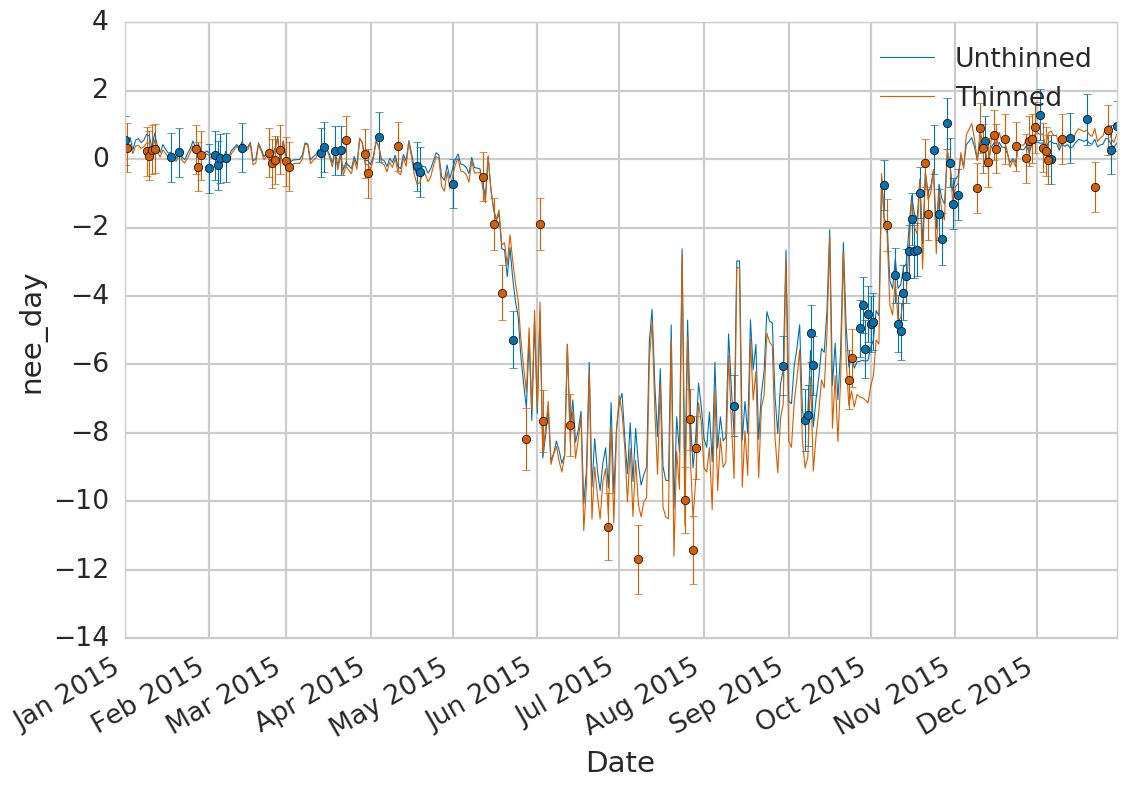 4
2
0
−2
−4
−6
−8
−10
−12
−14
nee_day
Unthinned
Thinned
Jan 2015
Feb 2015
Mar 2015
Apr 2015
May 2015
Jun 2015
Jul 2015
Aug 2015
Sep 2015
Oct 2015
Nov 2015
Dec 2015
Date